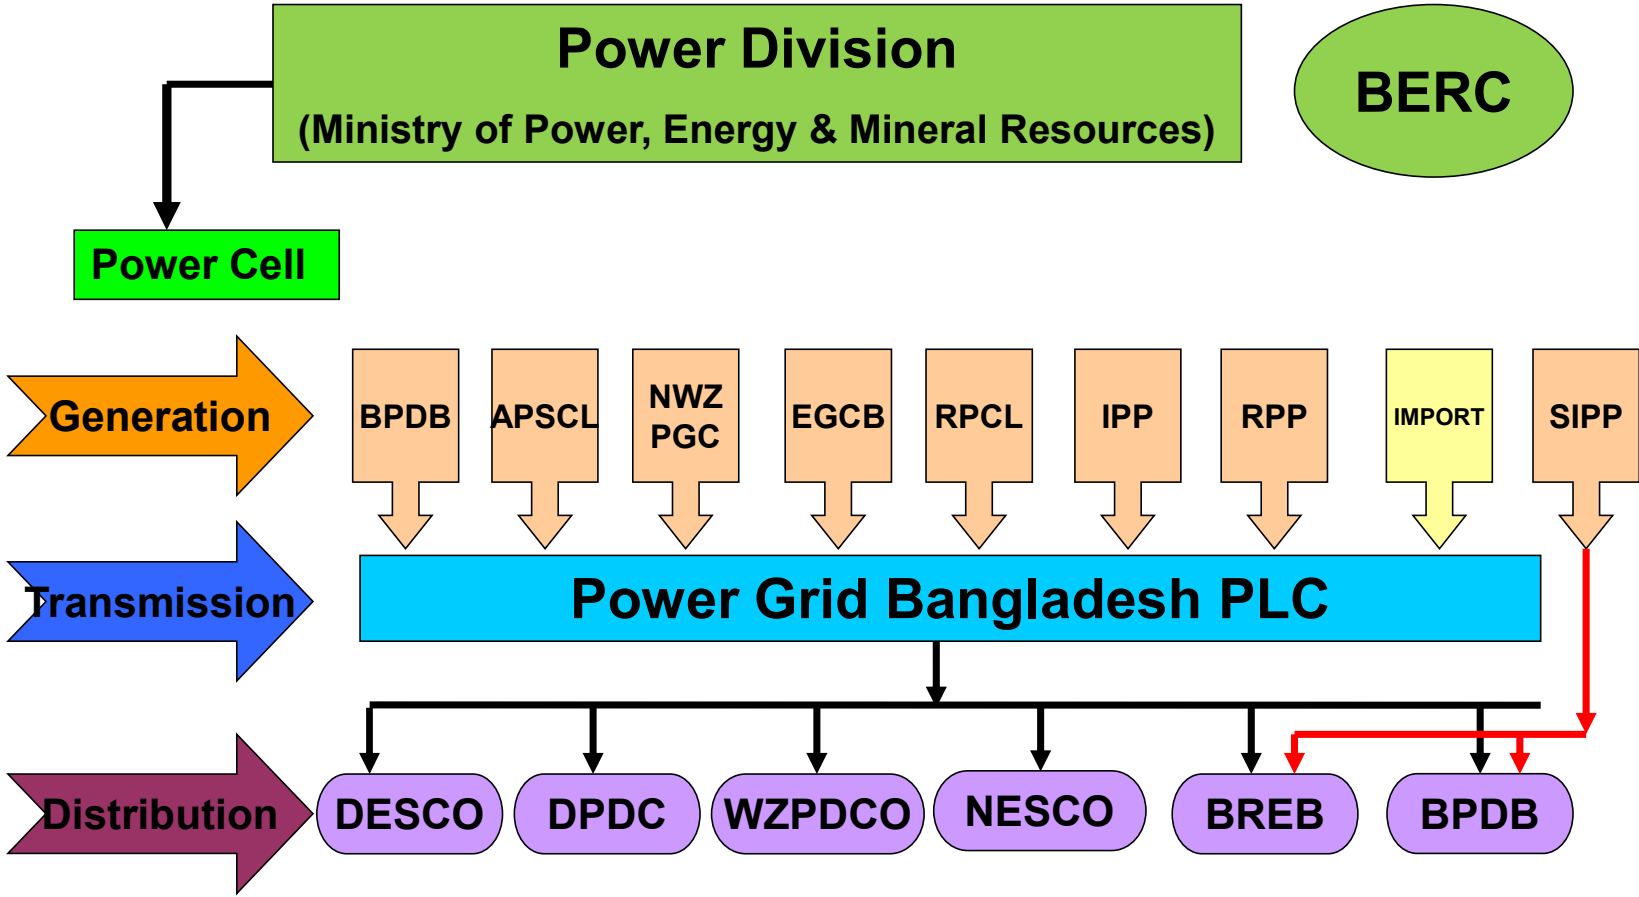 Power Division
(Ministry of Power, Energy & Mineral Resources)
BERC
Power Cell
Generation
BPDB
APSCL
NWZ
PGC
EGCB
RPCL
IPP
RPP
IMPORT
SIPP
Transmission
Power Grid Bangladesh PLC
Distribution
DESCO
DPDC
WZPDCO
NESCO
BREB
BPDB